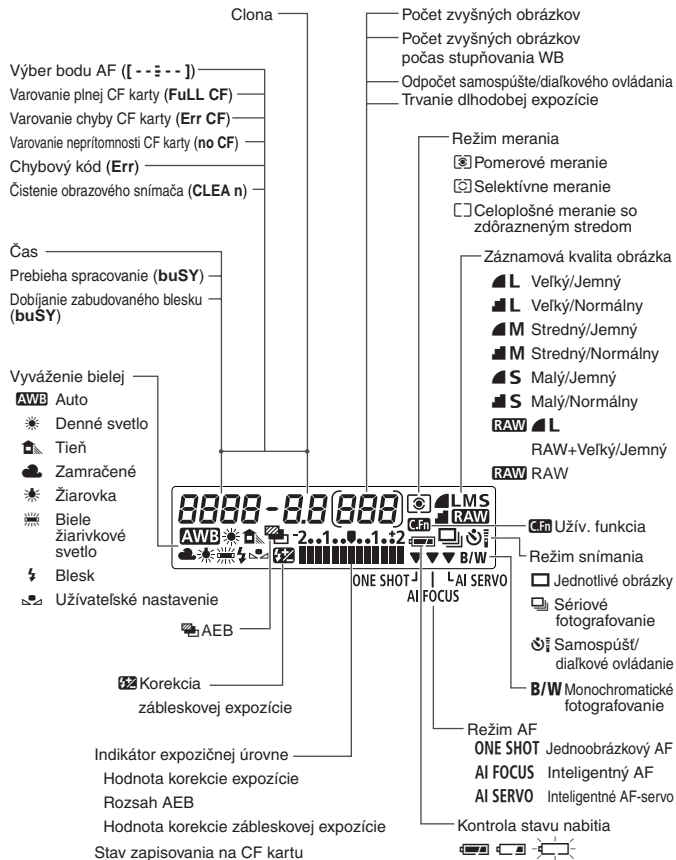 Clona
Výber bodu AF ([ - - - - - ])
Varovanie plnej CF karty (FuLL CF)
Varovanie chyby CF karty (Err CF)
Varovanie neprítomnosti CF karty (no CF)
Chybový kód (Err)
Čistenie obrazového snímača (CLEA n)
Čas
Prebieha spracovanie (buSY)
Dobíjanie zabudovaného blesku
(buSY)
Vyváženie bielej
AWB Auto
Denné svetlo
Tieň
Zamračené
Žiarovka
Biele
žiarivkové
svetlo
Blesk
Užívateľské nastavenie
Počet zvyšných obrázkov
Počet zvyšných obrázkov
počas stupňovania WB
Odpočet samospúšte/diaľkového ovládania
Trvanie dlhodobej expozície
Režim merania
Pomerové meranie
Selektívne meranie
Celoplošné meranie so
zdôrazneným stredom
Záznamová kvalita obrázka
L Veľký/Jemný
L Veľký/Normálny
M Stredný/Jemný
M Stredný/Normálny
S Malý/Jemný
S Malý/Normálny
RAW L
RAW+Veľký/Jemný
RAW RAW
8888-8.8(888) LMS
RAW
AWB -2..1..0..1.+2 C.Fn
B/W
ONE SHOT AI SERVO
AI FOCUS
C.Fn Užív. funkcia
Režim snímania
Jednotlivé obrázky
Sériové
fotografovanie
Samospúšť/
diaľkové ovládanie
B/W Monochromatické
fotografovanie
AEB
Korekcia
zábleskovej expozície
Indikátor expozičnej úrovne
Hodnota korekcie expozície
Rozsah AEB
Hodnota korekcie zábleskovej expozície
Stav zapisovania na CF kartu
Režim AF
ONE SHOT Jednoobrázkový AF
AI FOCUS Inteligentný AF
AI SERVO Inteligentné AF-servo
Kontrola stavu nabitia